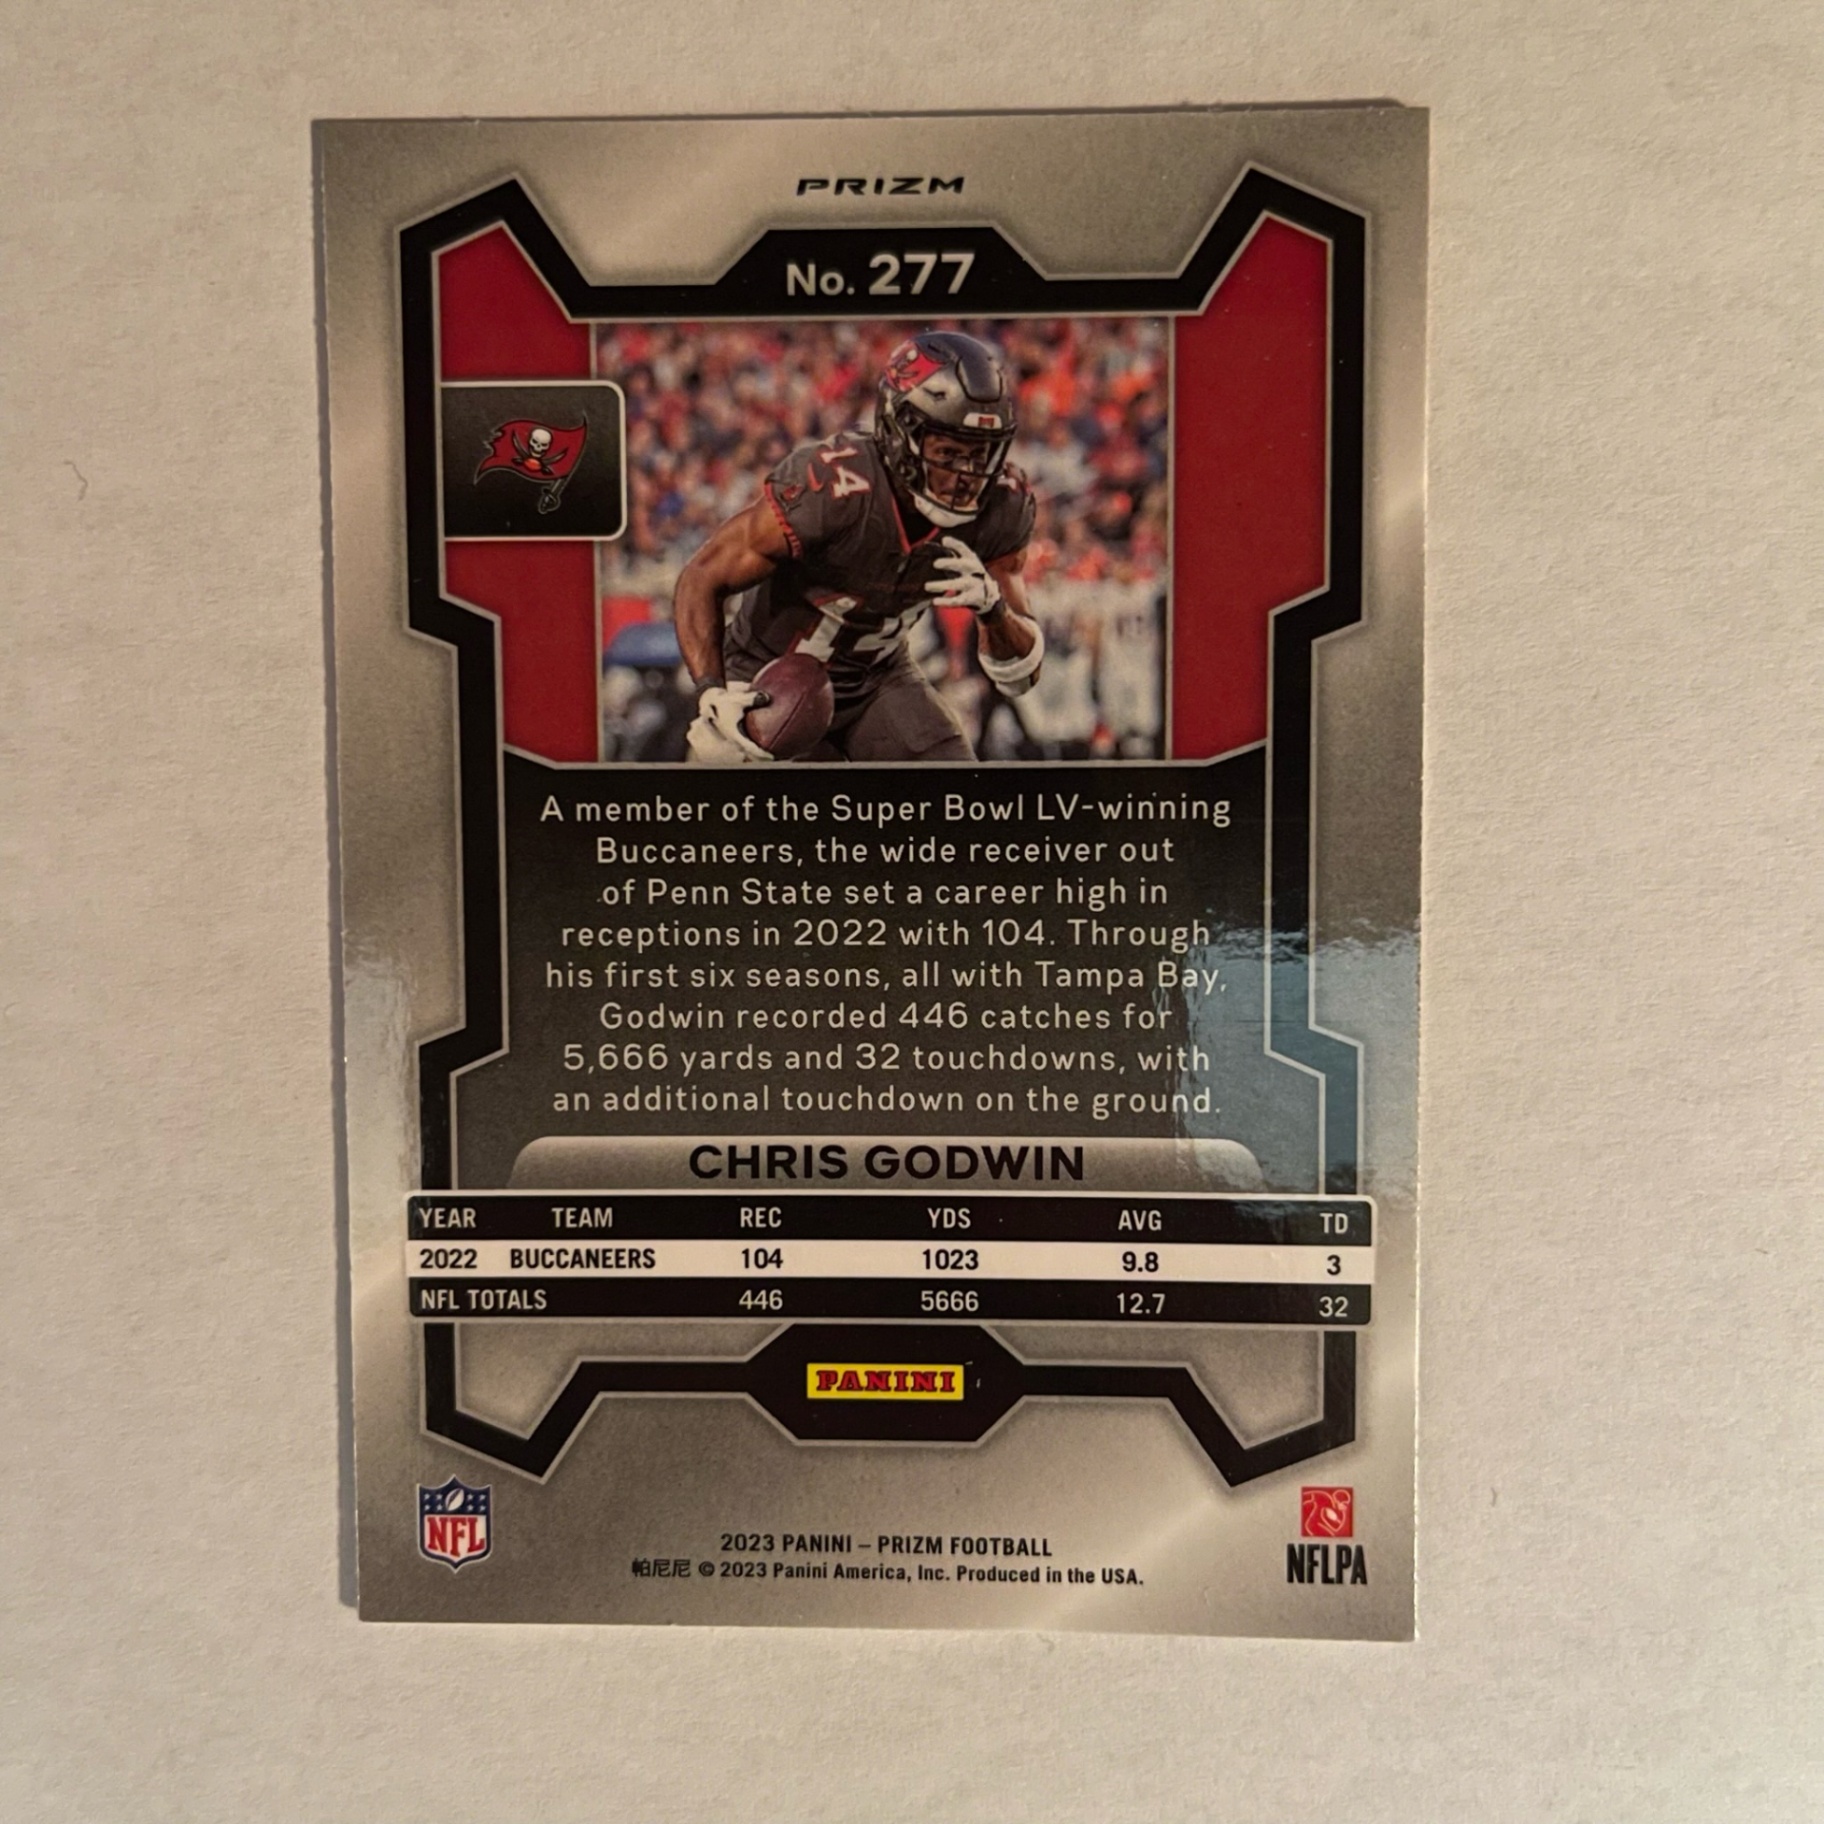 PRIZM
No. 277
14
14
A member of the Super Bowl LV-winning
Buccaneers, the wide receiver out
of Penn State set a career high in
receptions in 2022 with 104. Through
his first six seasons, all with Tampa Bay,
Godwin recorded 446 catches for
5,666 yards and 32 touchdowns, with
an additional touchdown on the ground.
CHRIS GODWIN
YEAR TEAM REC YDS AVG TD
2022 BUCCANEERS 104 1023 9.8 3
NFL TOTALS 446 5666 12.7 32
PANINI
NFL
2023 PANINI – PRIZM FOOTBALL
帕尼尼 © 2023 Panini America, Inc. Produced in the USA.
NFLPA